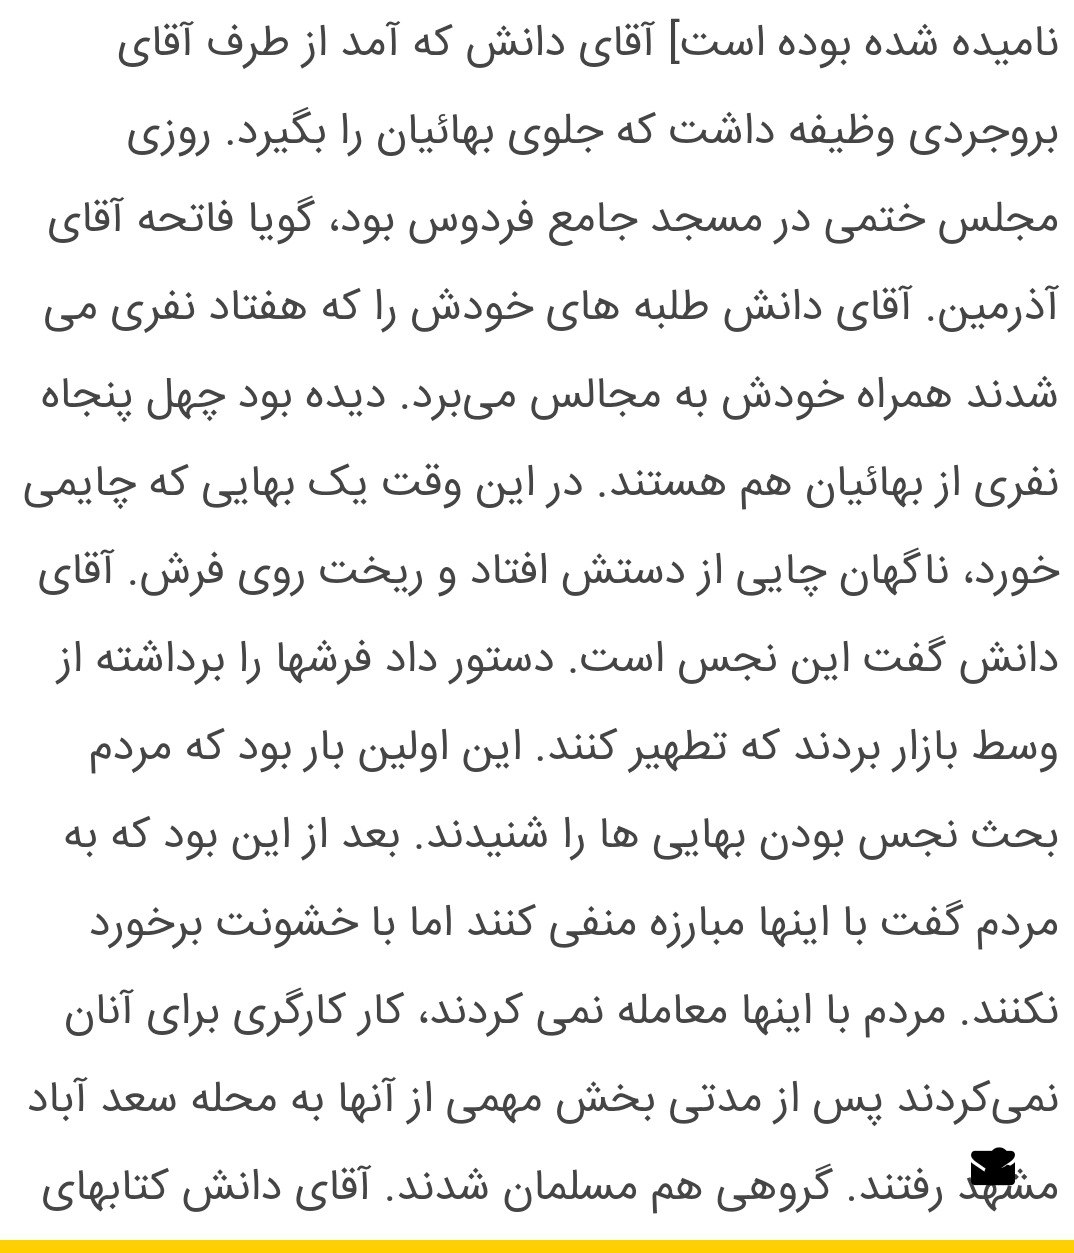 نامیده شده بوده است] آقای دانش که آمد از طرف آقای
بروجردی وظیفه داشت که جلوی بهائیان را بگیرد. روزی
مجلس ختمی در مسجد جامع فردوس بود، گویا فاتحه آقای
آذرمین. آقای دانش طلبه های خودش را که هفتاد نفری می
شدند همراه خودش به مجالس می‌برد. دیده بود چهل پنجاه
نفری از بهائیان هم هستند. در این وقت یک بهایی که چایمی
خورد، ناگهان چایی از دستش افتاد و ریخت روی فرش. آقای
دانش گفت این نجس است. دستور داد فرشها را برداشته از
وسط بازار بردند که تطهیر کنند. این اولین بار بود که مردم
بحث نجس بودن بهایی ها را شنیدند. بعد از این بود که به
مردم گفت با اینها مبارزه منفی کنند اما با خشونت برخورد
نکنند. مردم با اینها معامله نمی کردند، کار کارگری برای آنان
نمی‌کردند پس از مدتی بخش مهمی از آنها به محله سعد آباد
مشهد رفتند. گروهی هم مسلمان شدند. آقای دانش کتابهای